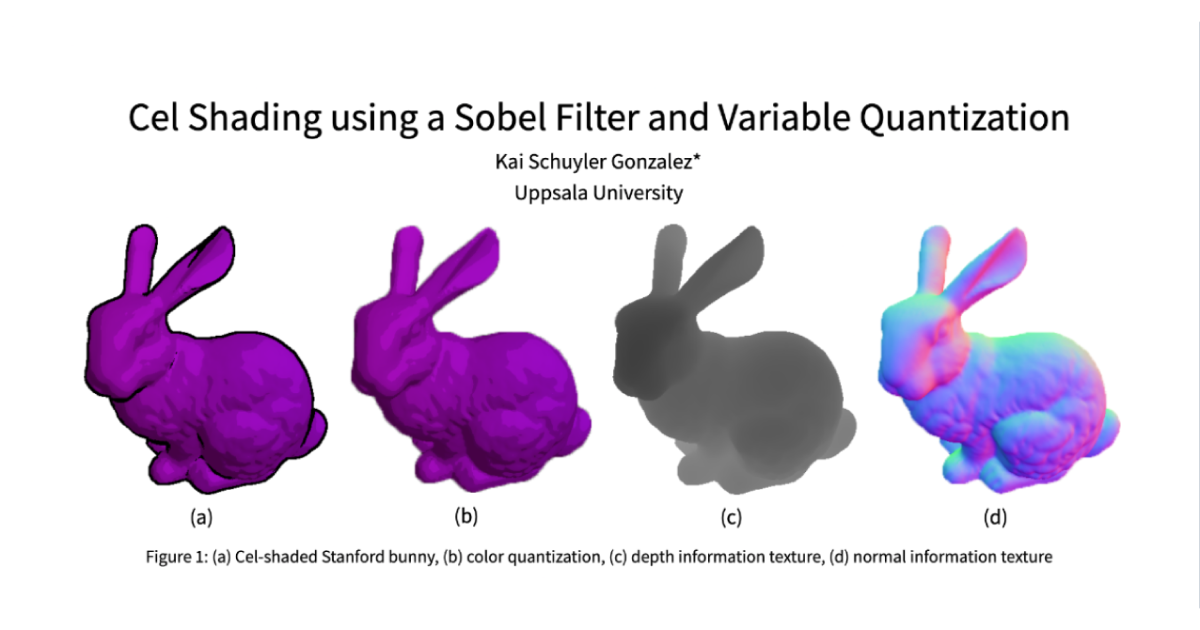 Cel Shading using a Sobel Filter and Variable Quantization
Kai Schuyler Gonzalez*
Uppsala University
(a)
(b)
(c)
(d)
Figure 1: (a) Cel-shaded Stanford bunny, (b) color quantization, (c) depth information texture, (d) normal information texture